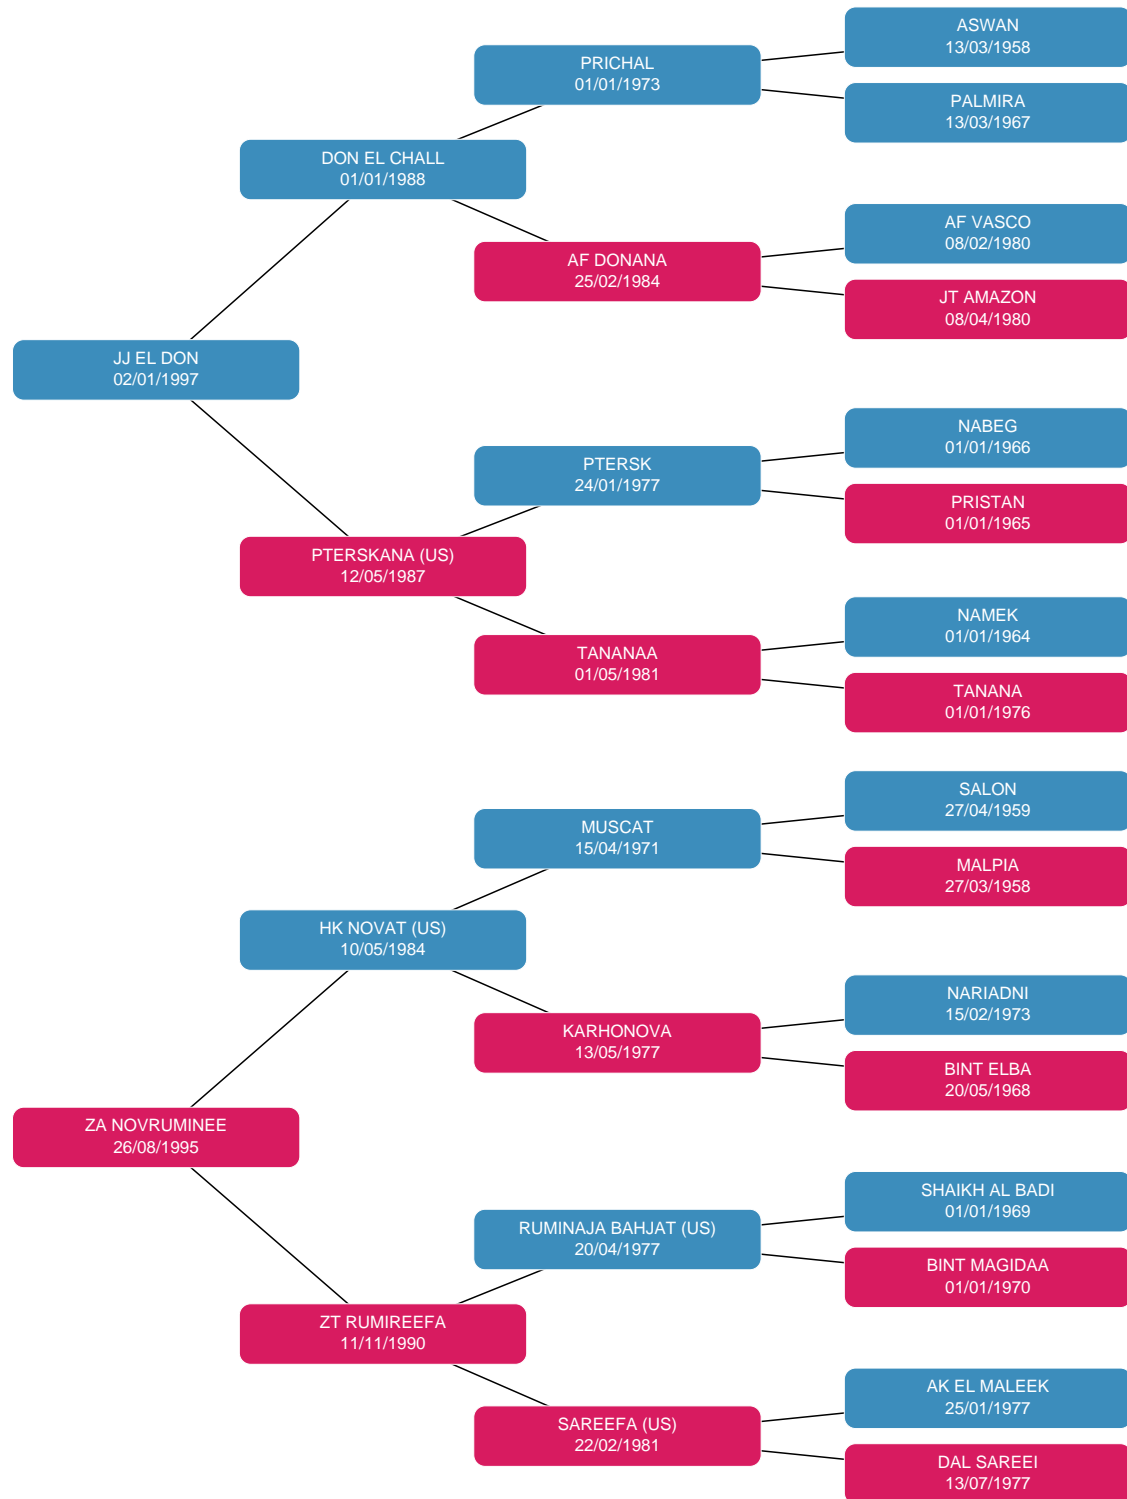 ASWAN
13/03/1958
PRICHAL
01/01/1973
PALMIRA
13/03/1967
DON EL CHALL
01/01/1988
AF VASCO
08/02/1980
AF DONANA
25/02/1984
JT AMAZON
08/04/1980
JJ EL DON
02/01/1997
NABEG
01/01/1966
PTERSK
24/01/1977
PRISTAN
01/01/1965
PTERSKANA (US)
12/05/1987
NAMEK
01/01/1964
TANANAA
01/05/1981
TANANA
01/01/1976
SALON
27/04/1959
MUSCAT
15/04/1971
MALPIA
27/03/1958
HK NOVAT (US)
10/05/1984
NARIADNI
15/02/1973
KARHONOVA
13/05/1977
BINT ELBA
20/05/1968
ZA NOVRUMINEE
26/08/1995
SHAIKH AL BADI
01/01/1969
RUMINAJA BAHJAT (US)
20/04/1977
BINT MAGIDAA
01/01/1970
ZT RUMIREEFA
11/11/1990
AK EL MALEEK
25/01/1977
SAREEFA (US)
22/02/1981
DAL SAREEI
13/07/1977